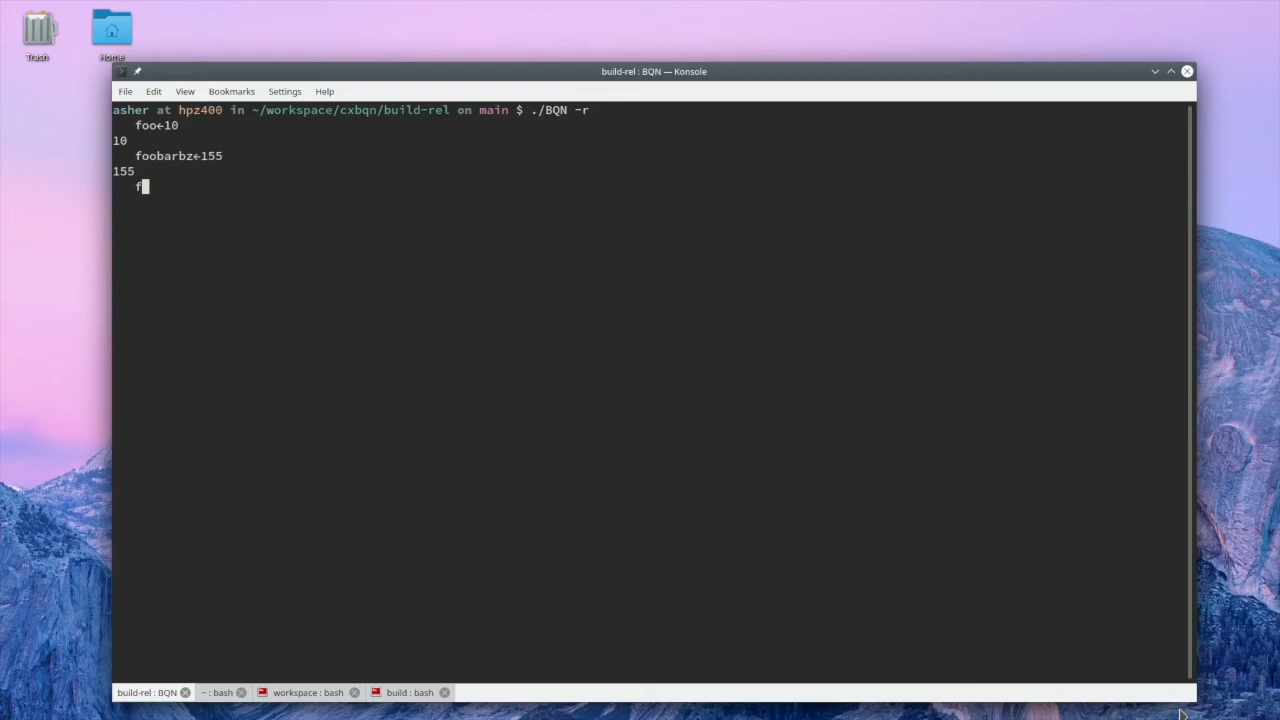 Trash
Home
build-rel : BQN — Konsole
File Edit View Bookmarks Settings Help
asher at hpz400 in ~/workspace/cxbqn/build-rel on main $ ./BQN -r
foo←10
10
foobarbz←155
155
f
build-rel : BQN ~ : bash workspace : bash build : bash